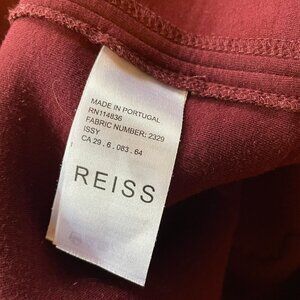 MADE IN PORTUGAL
RN114836
FABRIC NUMBER; 2329
ISSY
CA 29 . 6 . 083 . 64
REISS